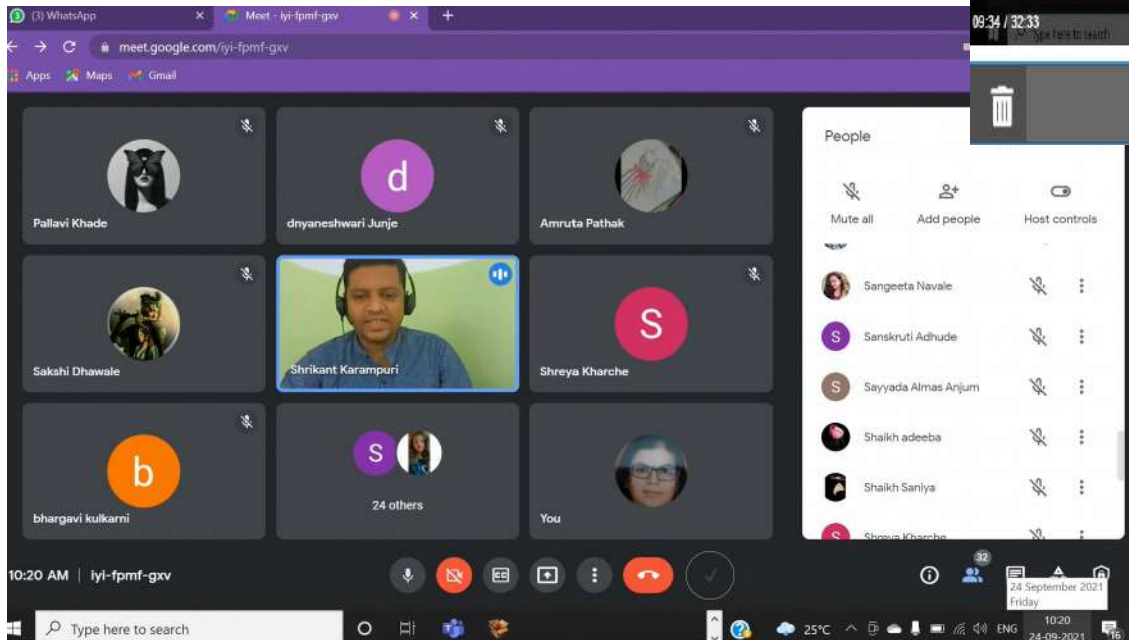 (3) WhatsApp
Meet - iyi-fpmf-gxv
meet.google.com/iyi-fpmf-gxv
Apps Maps Gmail
09:34 / 32:33
Type here to search
Pallavi Khade
d
dnyaneshwari Junje
Amruta Pathak
Sakshi Dhawale
Shrikant Karampuri
S
Shreya Kharche
b
bhargavi kulkarni
S
24 others
You
People
Mute all Add people Host controls
Sangeeta Navale
S Sanskruti Adhude
S Sayyada Almas Anjum
Shaikh adeeba
Shaikh Saniya
S Shreya Kharche
10:20 AM | iyi-fpmf-gxv
CC
32
24 September 2021
Friday
Type here to search
25°C ENG
10:20
24-09-2021
16